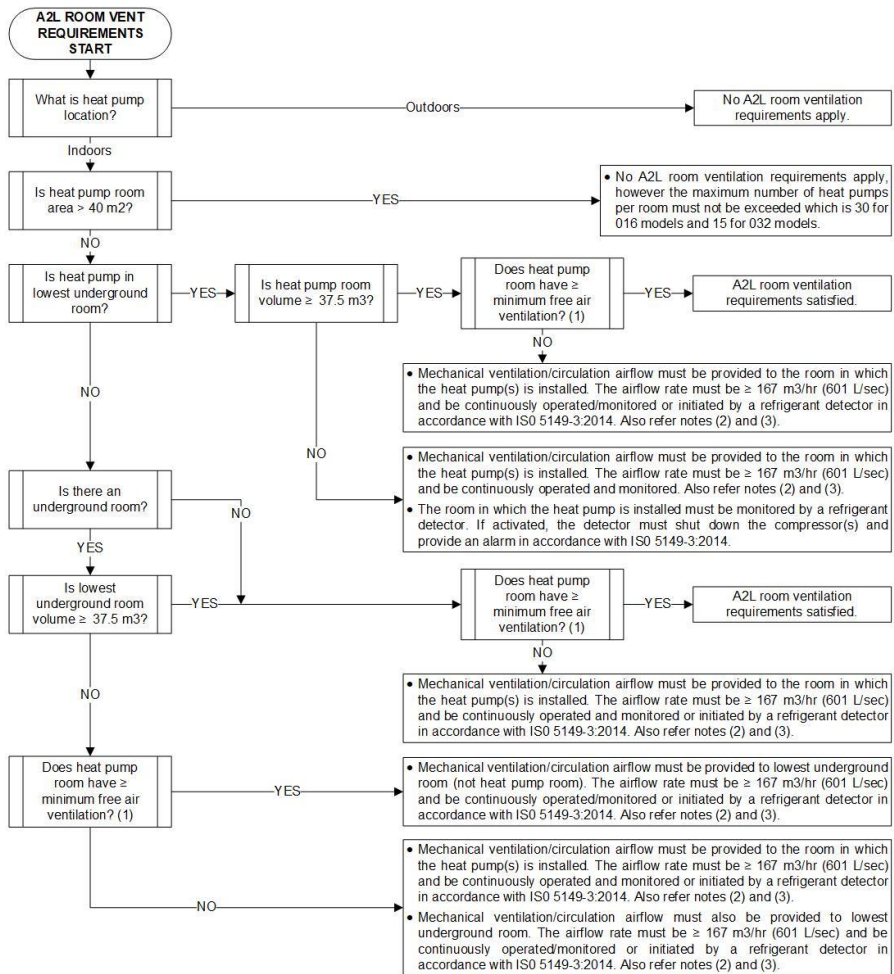 A2L ROOM VENT
REQUIREMENTS
START
What is heat pump
location?
Outdoors
No A2L room ventilation
requirements apply.
Indoors
Is heat pump room
area > 40 m2?
YES
• No A2L room ventilation requirements apply,
however the maximum number of heat pumps
per room must not be exceeded which is 30 for
016 models and 15 for 032 models.
NO
Is heat pump in
lowest underground
room?
YES
Is heat pump room
volume ≥ 37.5 m3?
YES
Does heat pump
room have ≥
minimum free air
ventilation? (1)
YES
A2L room ventilation
requirements satisfied.
NO
• Mechanical ventilation/circulation airflow must be provided to the room in which
the heat pump(s) is installed. The airflow rate must be ≥ 167 m3/hr (601 L/sec)
and be continuously operated/monitored or initiated by a refrigerant detector in
accordance with IS0 5149-3:2014. Also refer notes (2) and (3).
NO
NO
• Mechanical ventilation/circulation airflow must be provided to the room in which
the heat pump(s) is installed. The airflow rate must be ≥ 167 m3/hr (601 L/sec)
and be continuously operated and monitored. Also refer notes (2) and (3).
• The room in which the heat pump is installed must be monitored by a refrigerant
detector. If activated, the detector must shut down the compressor(s) and
provide an alarm in accordance with IS0 5149-3:2014.
Is there an
underground room?
NO
YES
Is lowest
underground room
volume ≥ 37.5 m3?
YES
Does heat pump
room have ≥
minimum free air
ventilation? (1)
YES
A2L room ventilation
requirements satisfied.
NO
• Mechanical ventilation/circulation airflow must be provided to the room in which
the heat pump(s) is installed. The airflow rate must be ≥ 167 m3/hr (601 L/sec)
and be continuously operated and monitored or initiated by a refrigerant detector
in accordance with IS0 5149-3:2014. Also refer notes (2) and (3).
NO
Does heat pump
room have ≥
minimum free air
ventilation? (1)
YES
• Mechanical ventilation/circulation airflow must be provided to lowest underground
room (not heat pump room). The airflow rate must be ≥ 167 m3/hr (601 L/sec)
and be continuously operated/monitored or initiated by a refrigerant detector in
accordance with IS0 5149-3:2014. Also refer notes (2) and (3).
NO
• Mechanical ventilation/circulation airflow must be provided to the room in which
the heat pump(s) is installed. The airflow rate must be ≥ 167 m3/hr (601 L/sec)
and be continuously operated and monitored or initiated by a refrigerant detector
in accordance with IS0 5149-3:2014. Also refer notes (2) and (3).
• Mechanical ventilation/circulation airflow must also be provided to lowest
underground room. The airflow rate must be ≥ 167 m3/hr (601 L/sec) and be
continuously operated/monitored or initiated by a refrigerant detector in
accordance with IS0 5149-3:2014. Also refer notes (2) and (3).